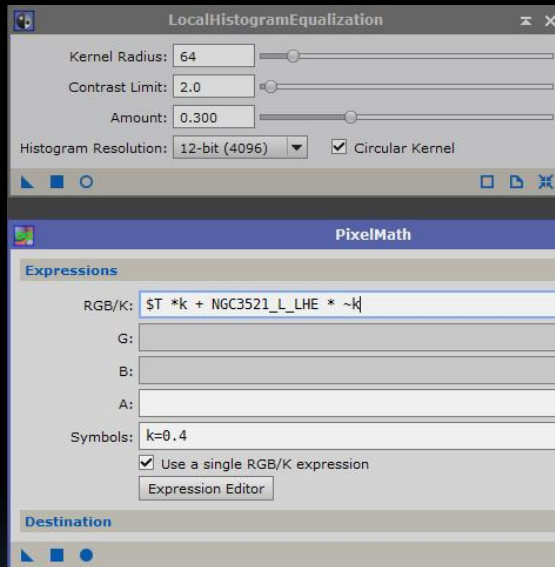 LocalHistogramEqualization
Kernel Radius: 64
Contrast Limit: 2.0
Amount: 0.300
Histogram Resolution: 12-bit (4096) Circular Kernel
PixelMath
Expressions
RGB/K: $T *k + NGC3521_L_LHE * ~k
G:
B:
A:
Symbols: k=0.4
Use a single RGB/K expression
Expression Editor
Destination